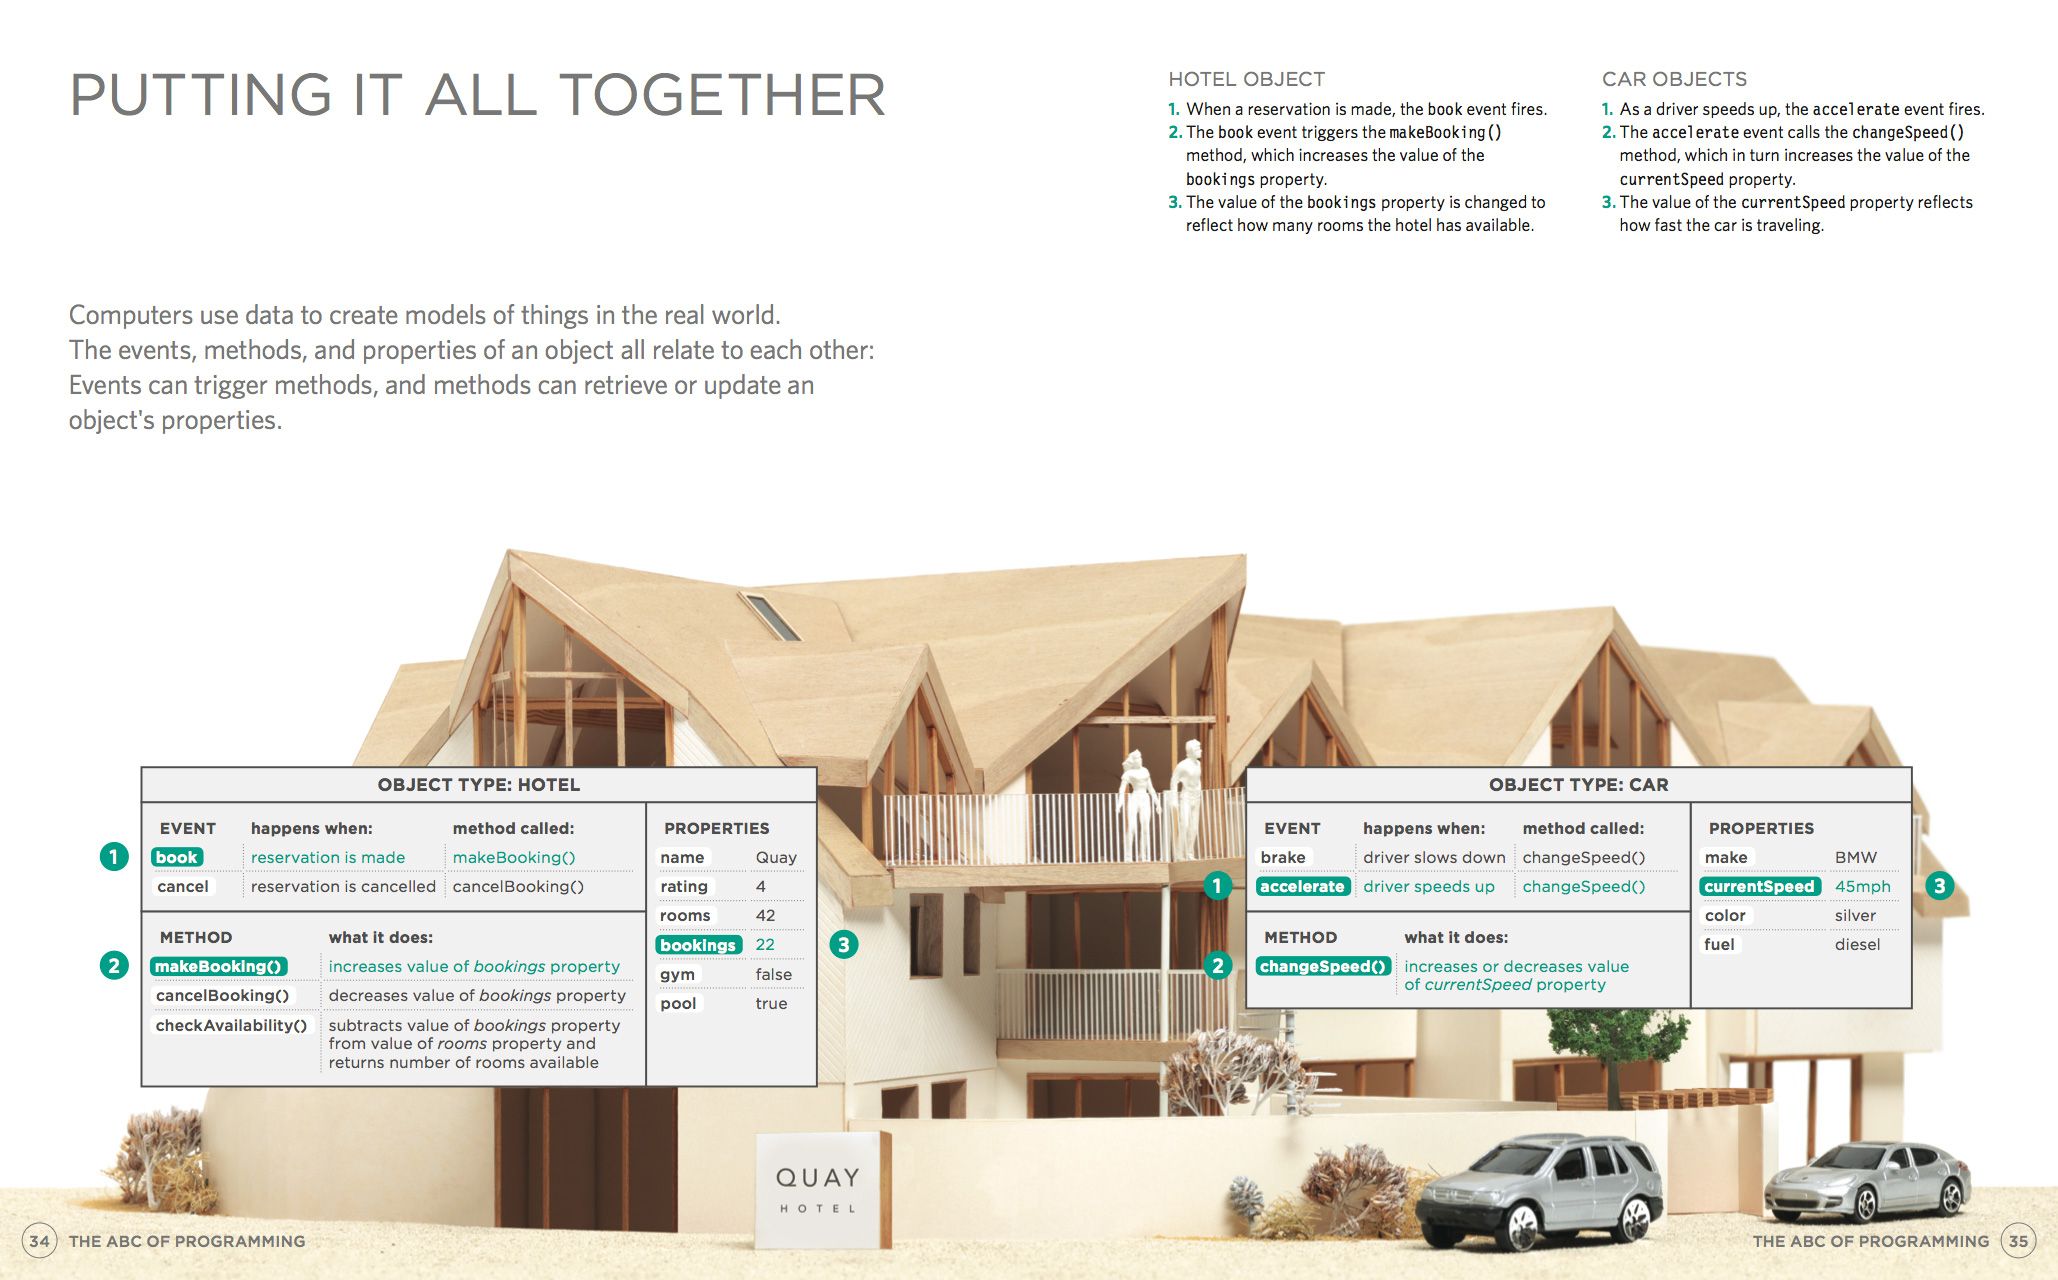 PUTTING IT ALL TOGETHER
Computers use data to create models of things in the real world.
The events, methods, and properties of an object all relate to each other:
Events can trigger methods, and methods can retrieve or update an
object's properties.
HOTEL OBJECT
1. When a reservation is made, the book event fires.
2. The book event triggers the makeBooking()
method, which increases the value of the
bookings property.
3. The value of the bookings property is changed to
reflect how many rooms the hotel has available.
CAR OBJECTS
1. As a driver speeds up, the accelerate event fires.
2. The accelerate event calls the changeSpeed()
method, which in turn increases the value of the
currentSpeed property.
3. The value of the currentSpeed property reflects
how fast the car is traveling.
OBJECT TYPE: HOTEL
EVENT happens when: method called:
1 book reservation is made makeBooking()
cancel reservation is cancelled cancelBooking()
METHOD what it does:
2 makeBooking() increases value of bookings property
cancelBooking() decreases value of bookings property
checkAvailability() subtracts value of bookings property
from value of rooms property and
returns number of rooms available
PROPERTIES
name Quay
rating 4
rooms 42
bookings 22 3
gym false
pool true
OBJECT TYPE: CAR
EVENT happens when: method called:
brake driver slows down changeSpeed()
1 accelerate driver speeds up changeSpeed()
METHOD what it does:
2 changeSpeed() increases or decreases value
of currentSpeed property
PROPERTIES
make BMW
currentSpeed 45mph 3
color silver
fuel diesel
QUAY
HOTEL
34 THE ABC OF PROGRAMMING
THE ABC OF PROGRAMMING 35